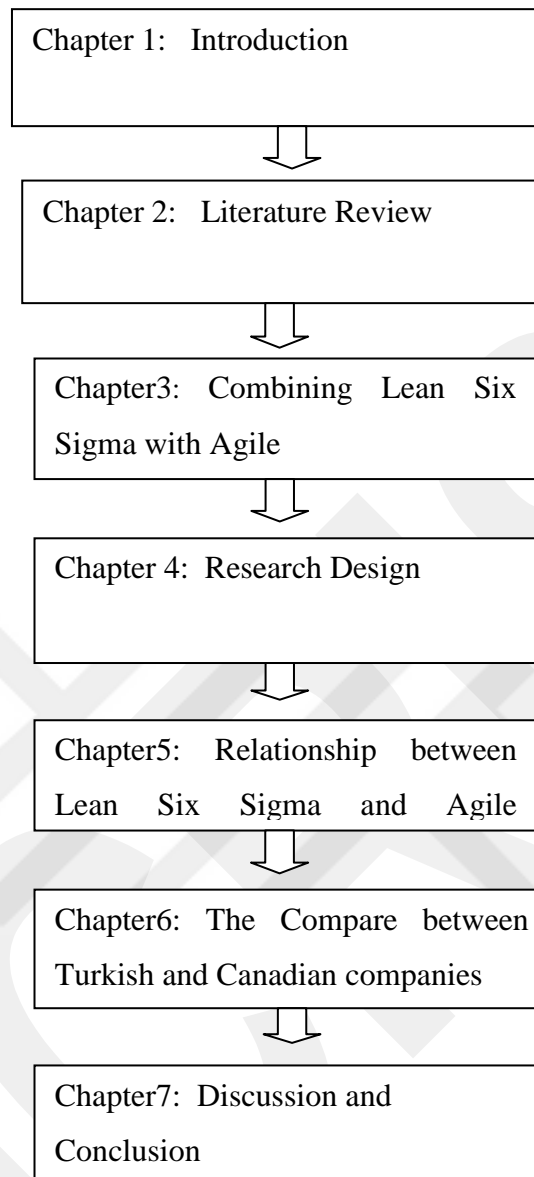 Chapter 1: Introduction
Chapter 2: Literature Review
Chapter3: Combining Lean Six
Sigma with Agile
Chapter 4: Research Design
Chapter5: Relationship between
Lean Six Sigma and Agile
Chapter6: The Compare between
Turkish and Canadian companies
Chapter7: Discussion and
Conclusion